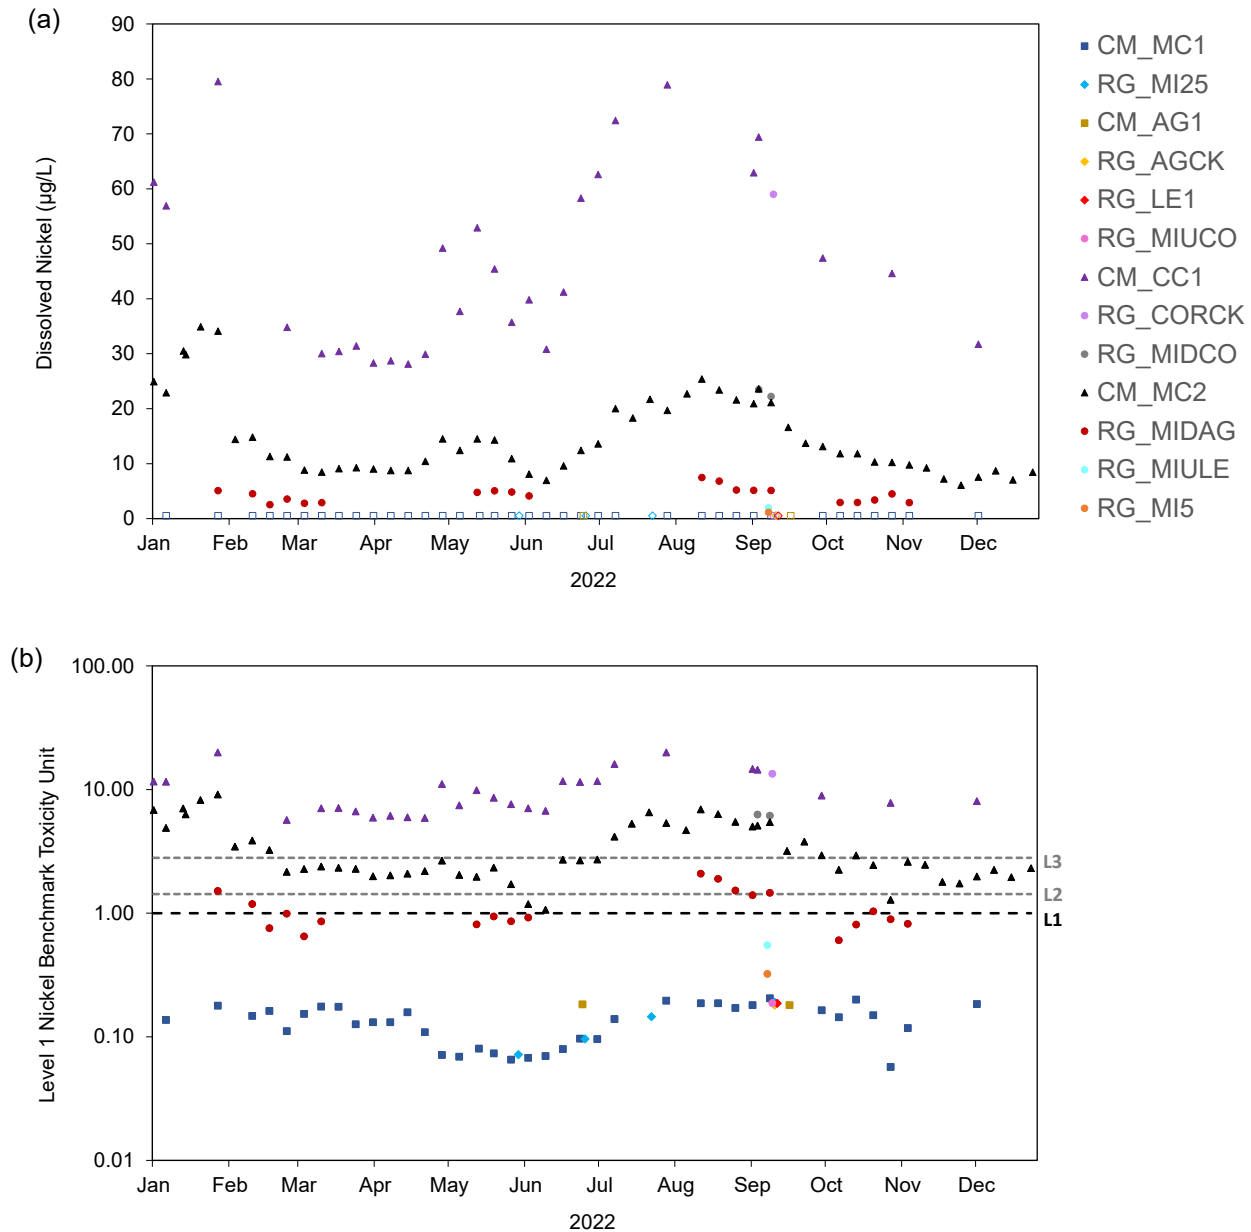 (a)
90
80
70
60
50
40
30
20
10
0
Dissolved Nickel (µg/L)
Jan Feb Mar Apr May Jun Jul Aug Sep Oct Nov Dec
2022
CM_MC1
RG_MI25
CM_AG1
RG_AGCK
RG_LE1
RG_MIUCO
CM_CC1
RG_CORCK
RG_MIDCO
CM_MC2
RG_MIDAG
RG_MIULE
RG_MI5
(b)
100.00
10.00
1.00
0.10
0.01
Level 1 Nickel Benchmark Toxicity Unit
L3
L2
L1
Jan Feb Mar Apr May Jun Jul Aug Sep Oct Nov Dec
2022